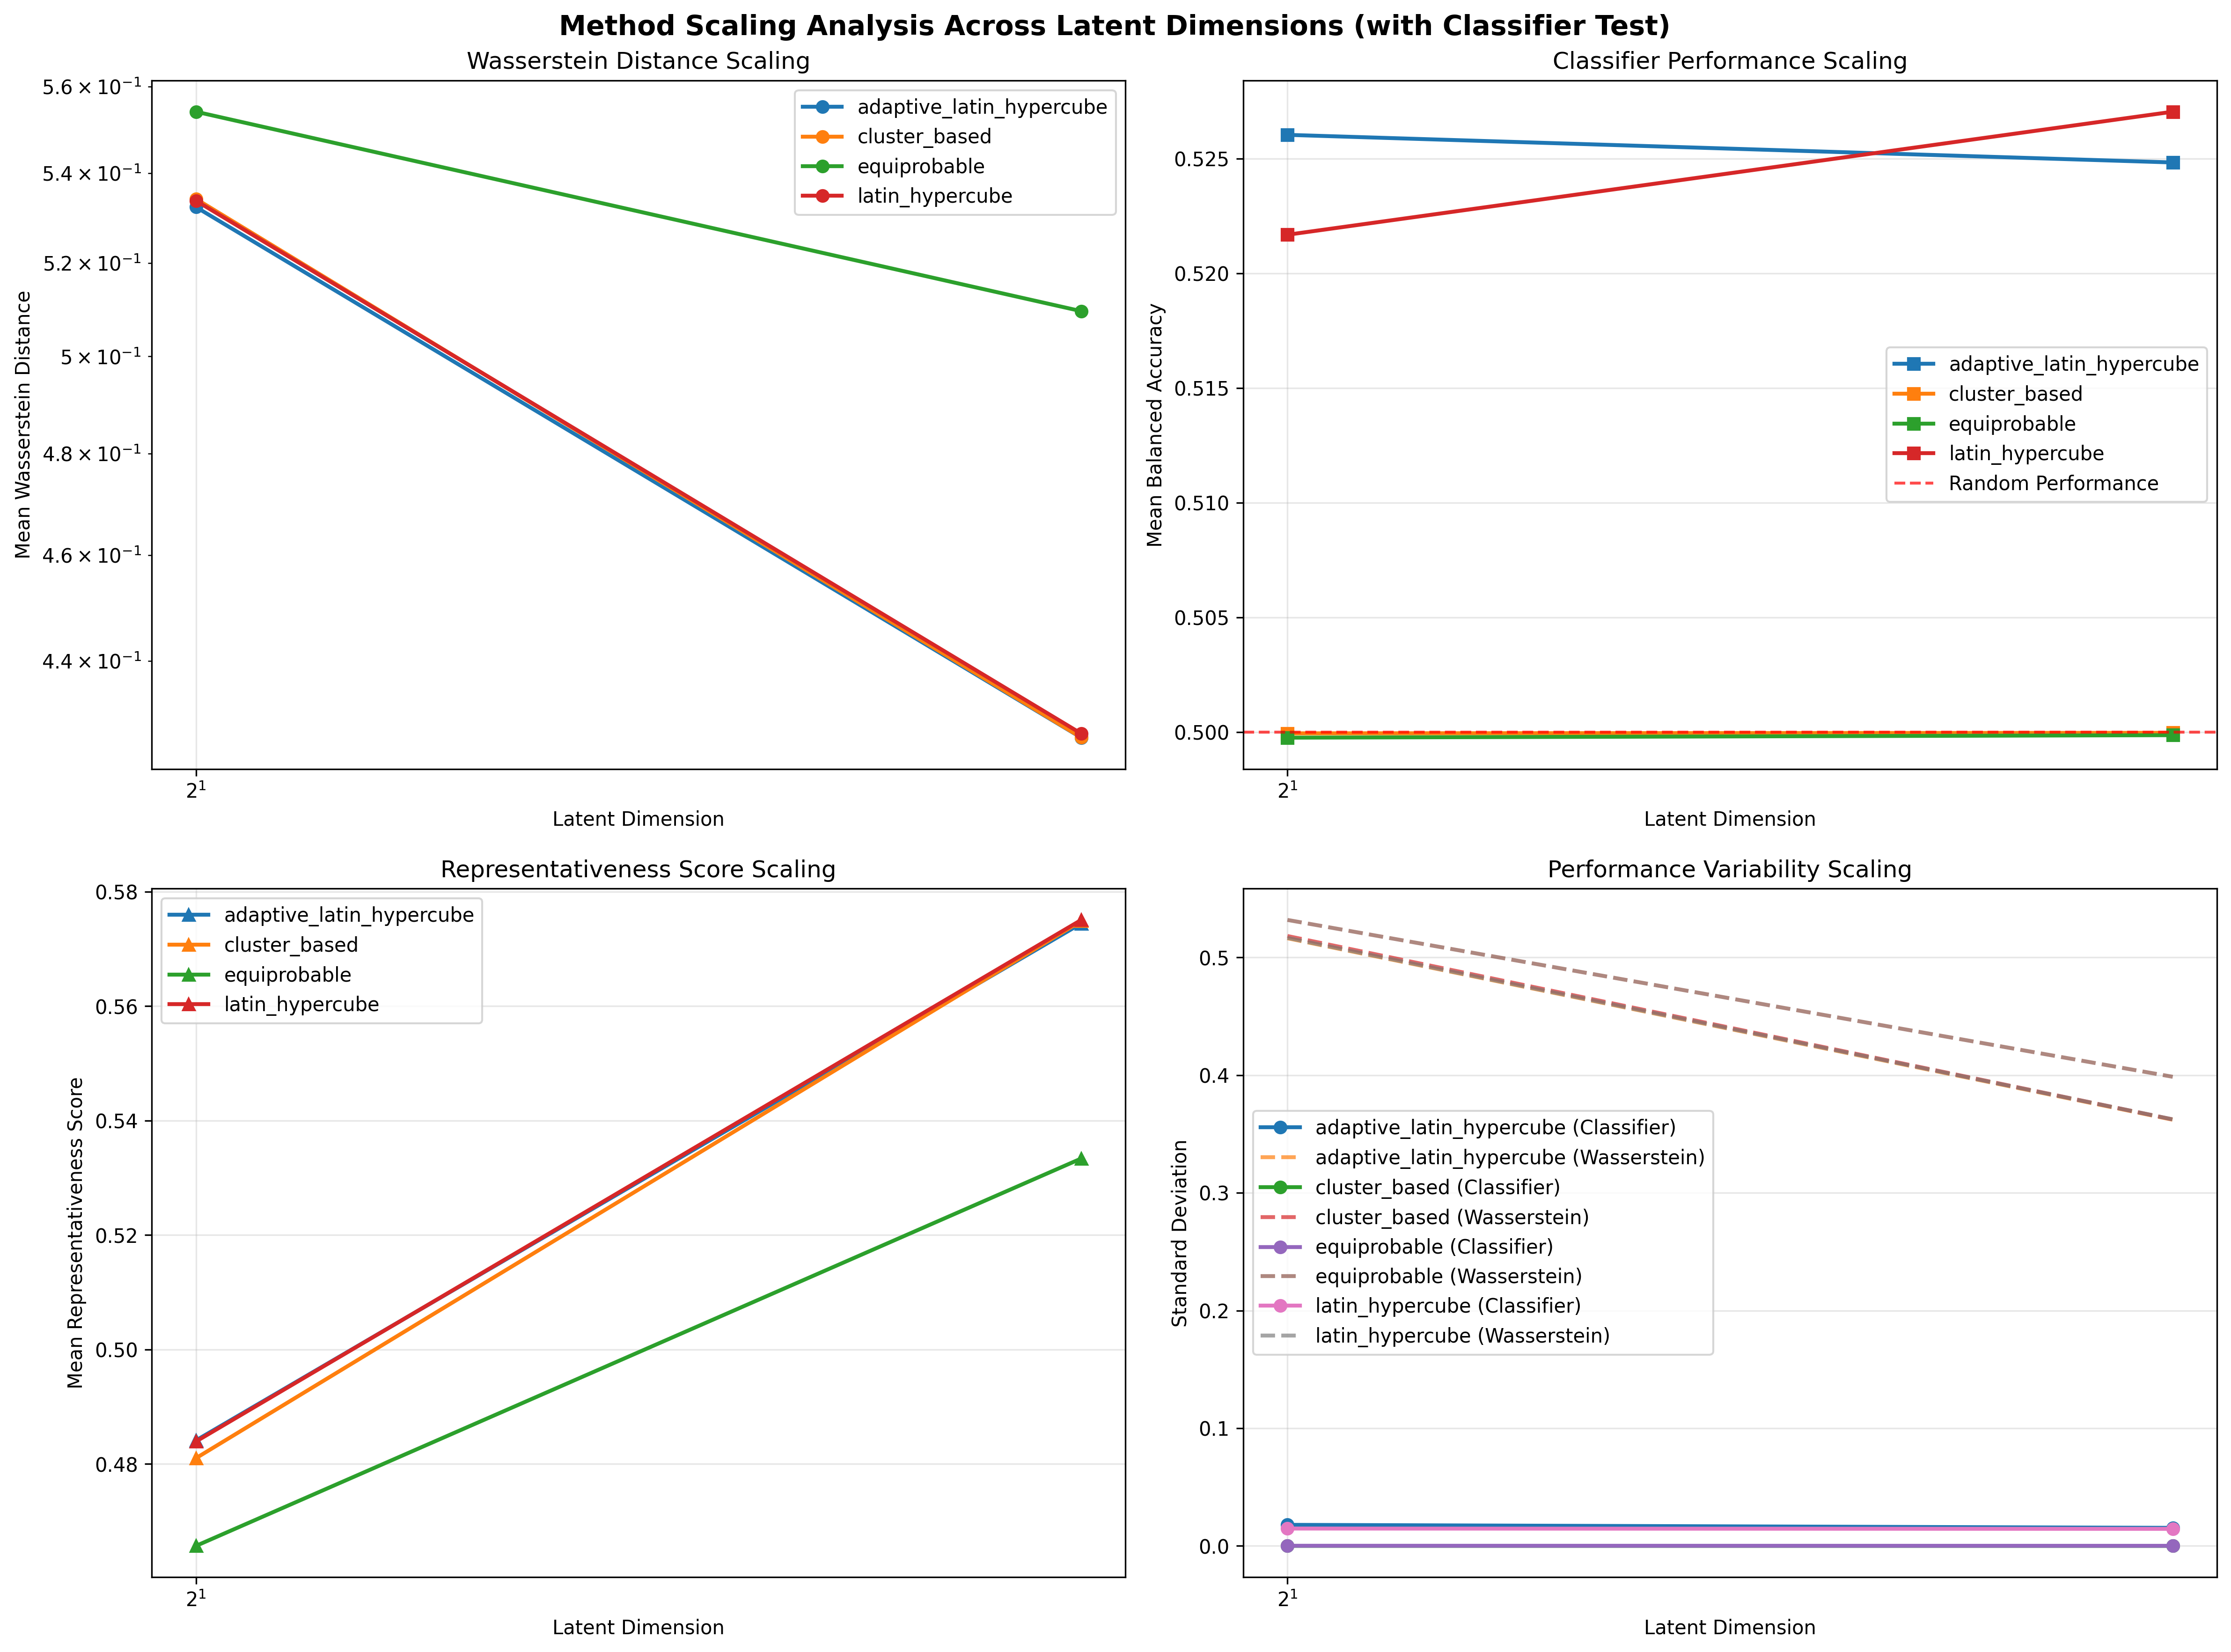 Method Scaling Analysis Across Latent Dimensions (with Classifier Test)
Wasserstein Distance Scaling
5.6 × 10⁻¹
5.4 × 10⁻¹
5.2 × 10⁻¹
5 × 10⁻¹
4.8 × 10⁻¹
4.6 × 10⁻¹
4.4 × 10⁻¹
Mean Wasserstein Distance
adaptive_latin_hypercube
cluster_based
equiprobable
latin_hypercube
2¹
Latent Dimension
Classifier Performance Scaling
0.525
0.520
0.515
0.510
0.505
0.500
Mean Balanced Accuracy
adaptive_latin_hypercube
cluster_based
equiprobable
latin_hypercube
Random Performance
2¹
Latent Dimension
Representativeness Score Scaling
0.58
0.56
0.54
0.52
0.50
0.48
Mean Representativeness Score
adaptive_latin_hypercube
cluster_based
equiprobable
latin_hypercube
2¹
Latent Dimension
Performance Variability Scaling
0.5
0.4
0.3
0.2
0.1
0.0
Standard Deviation
adaptive_latin_hypercube (Classifier)
adaptive_latin_hypercube (Wasserstein)
cluster_based (Classifier)
cluster_based (Wasserstein)
equiprobable (Classifier)
equiprobable (Wasserstein)
latin_hypercube (Classifier)
latin_hypercube (Wasserstein)
2¹
Latent Dimension